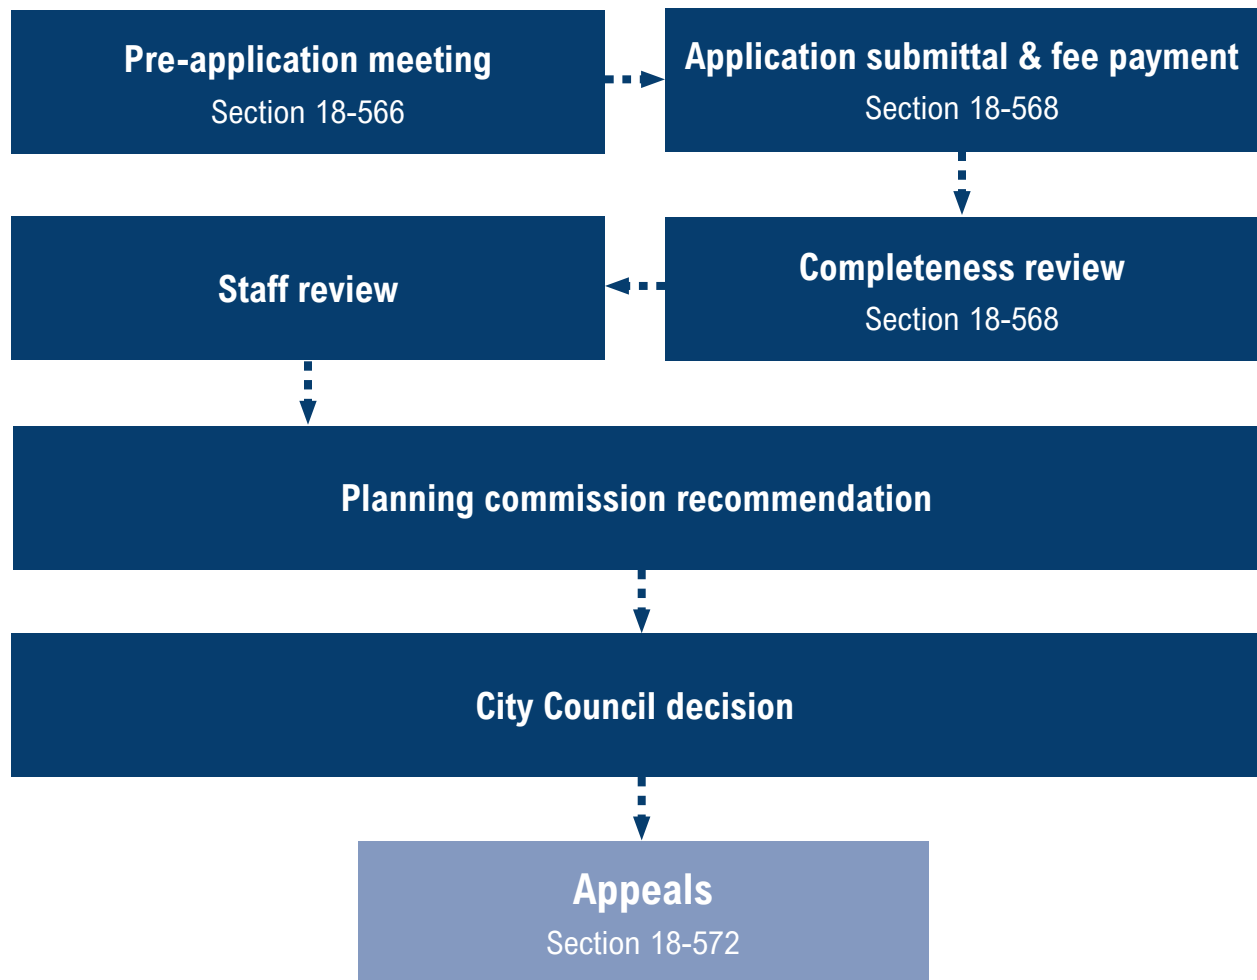 Pre-application meeting
Section 18-566
Application submittal & fee payment
Section 18-568
Completeness review
Section 18-568
Staff review
Planning commission recommendation
City Council decision
Appeals
Section 18-572